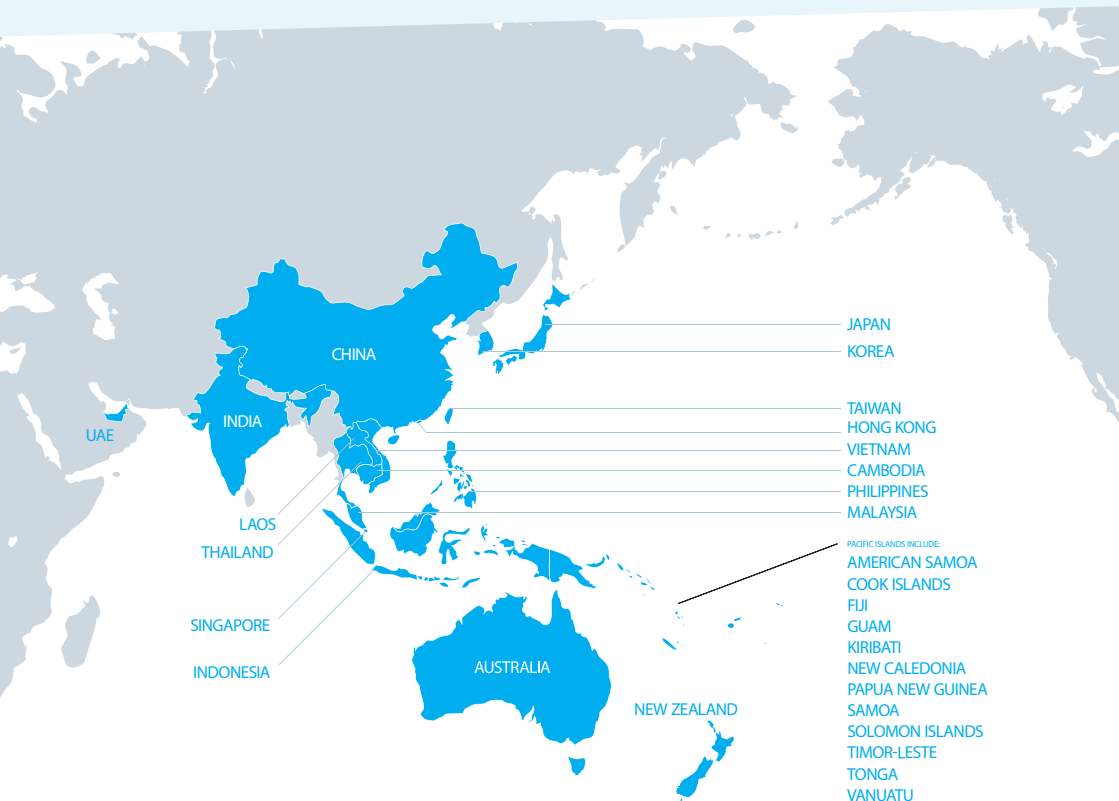 JAPAN
KOREA
CHINA
TAIWAN
INDIA
HONG KONG
UAE
VIETNAM
CAMBODIA
PHILIPPINES
MALAYSIA
LAOS
THAILAND
PACIFIC ISLANDS INCLUDE:
AMERICAN SAMOA
COOK ISLANDS
FIJI
GUAM
SINGAPORE
KIRIBATI
INDONESIA
AUSTRALIA
NEW CALEDONIA
PAPUA NEW GUINEA
NEW ZEALAND
SAMOA
SOLOMON ISLANDS
TIMOR-LESTE
TONGA
VANUATU